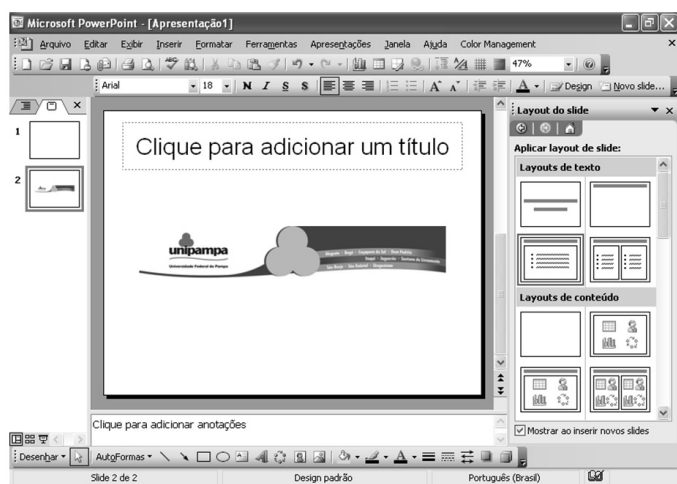 Microsoft PowerPoint - [Apresentação1]
Arquivo Editar Exibir Inserir Formatar Ferramentas Apresentações Janela Ajuda Color Management
47%
Arial 18 N I S S A A A Design Novo slide...
Layout do slide
Aplicar layout de slide:
Layouts de texto
1
2
Clique para adicionar um título
unipampa
Universidade Federal do Pampa
Layouts de conteúdo
Clique para adicionar anotações
Mostrar ao inserir novos slides
Desenhar AutoFormas A
Slide 2 de 2 Design padrão Português (Brasil)